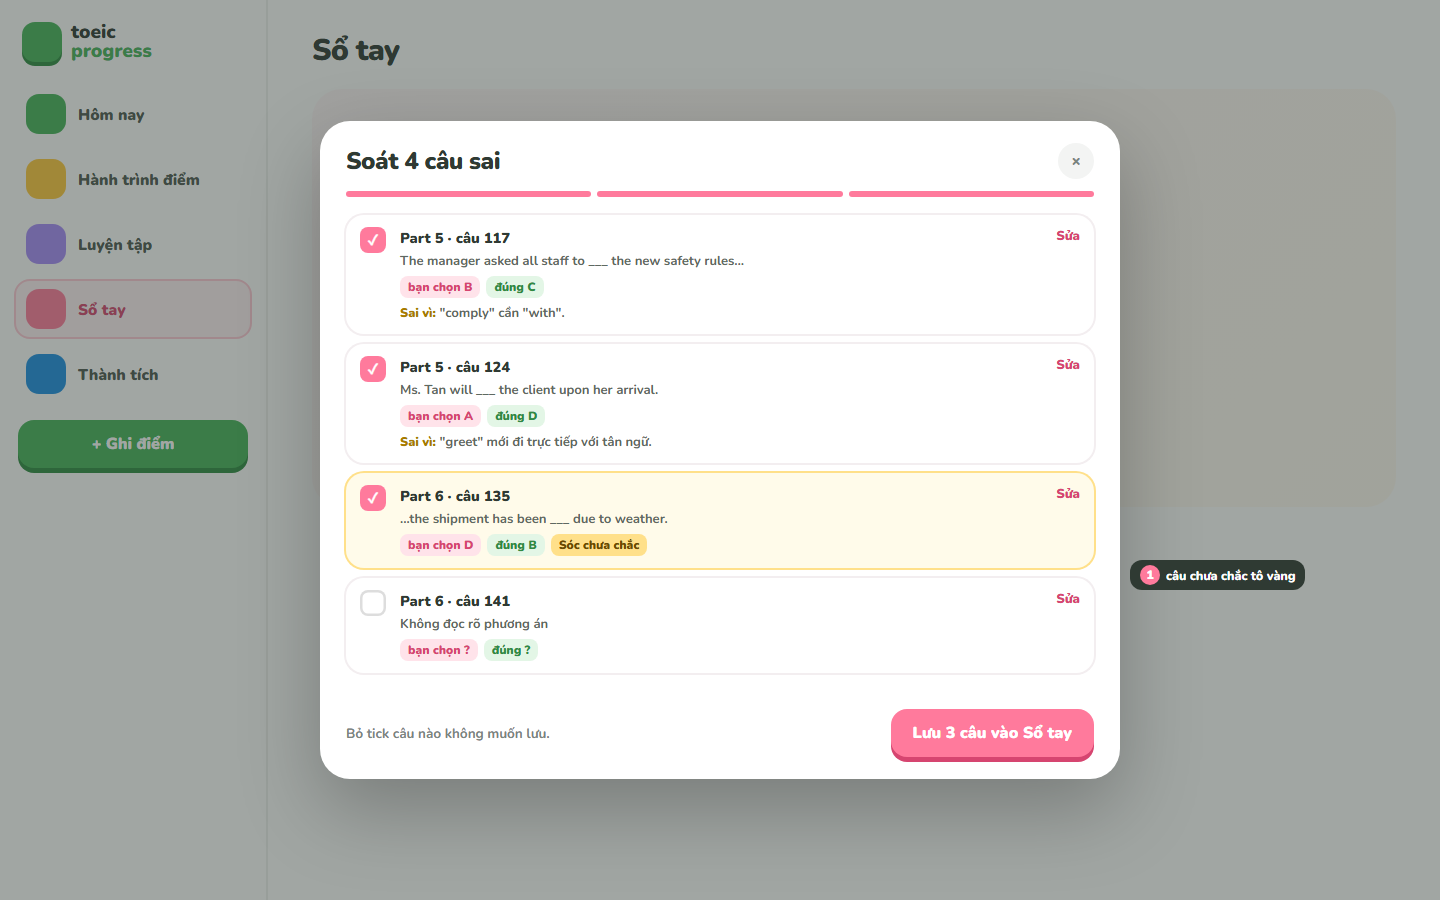 toeic
progress
Hôm nay
Hành trình điểm
Luyện tập
Sổ tay
Thành tích
+ Ghi điểm
Sổ tay
Soát 4 câu sai
×
Part 5 · câu 117
Sửa
The manager asked all staff to ___ the new safety rules...
bạn chọn B
đúng C
Sai vì: "comply" cần "with".
Part 5 · câu 124
Sửa
Ms. Tan will ___ the client upon her arrival.
bạn chọn A
đúng D
Sai vì: "greet" mới đi trực tiếp với tân ngữ.
Part 6 · câu 135
Sửa
...the shipment has been ___ due to weather.
bạn chọn D
đúng B
Sóc chưa chắc
1 câu chưa chắc tô vàng
Part 6 · câu 141
Sửa
Không đọc rõ phương án
bạn chọn ?
đúng ?
Bỏ tick câu nào không muốn lưu.
Lưu 3 câu vào Sổ tay